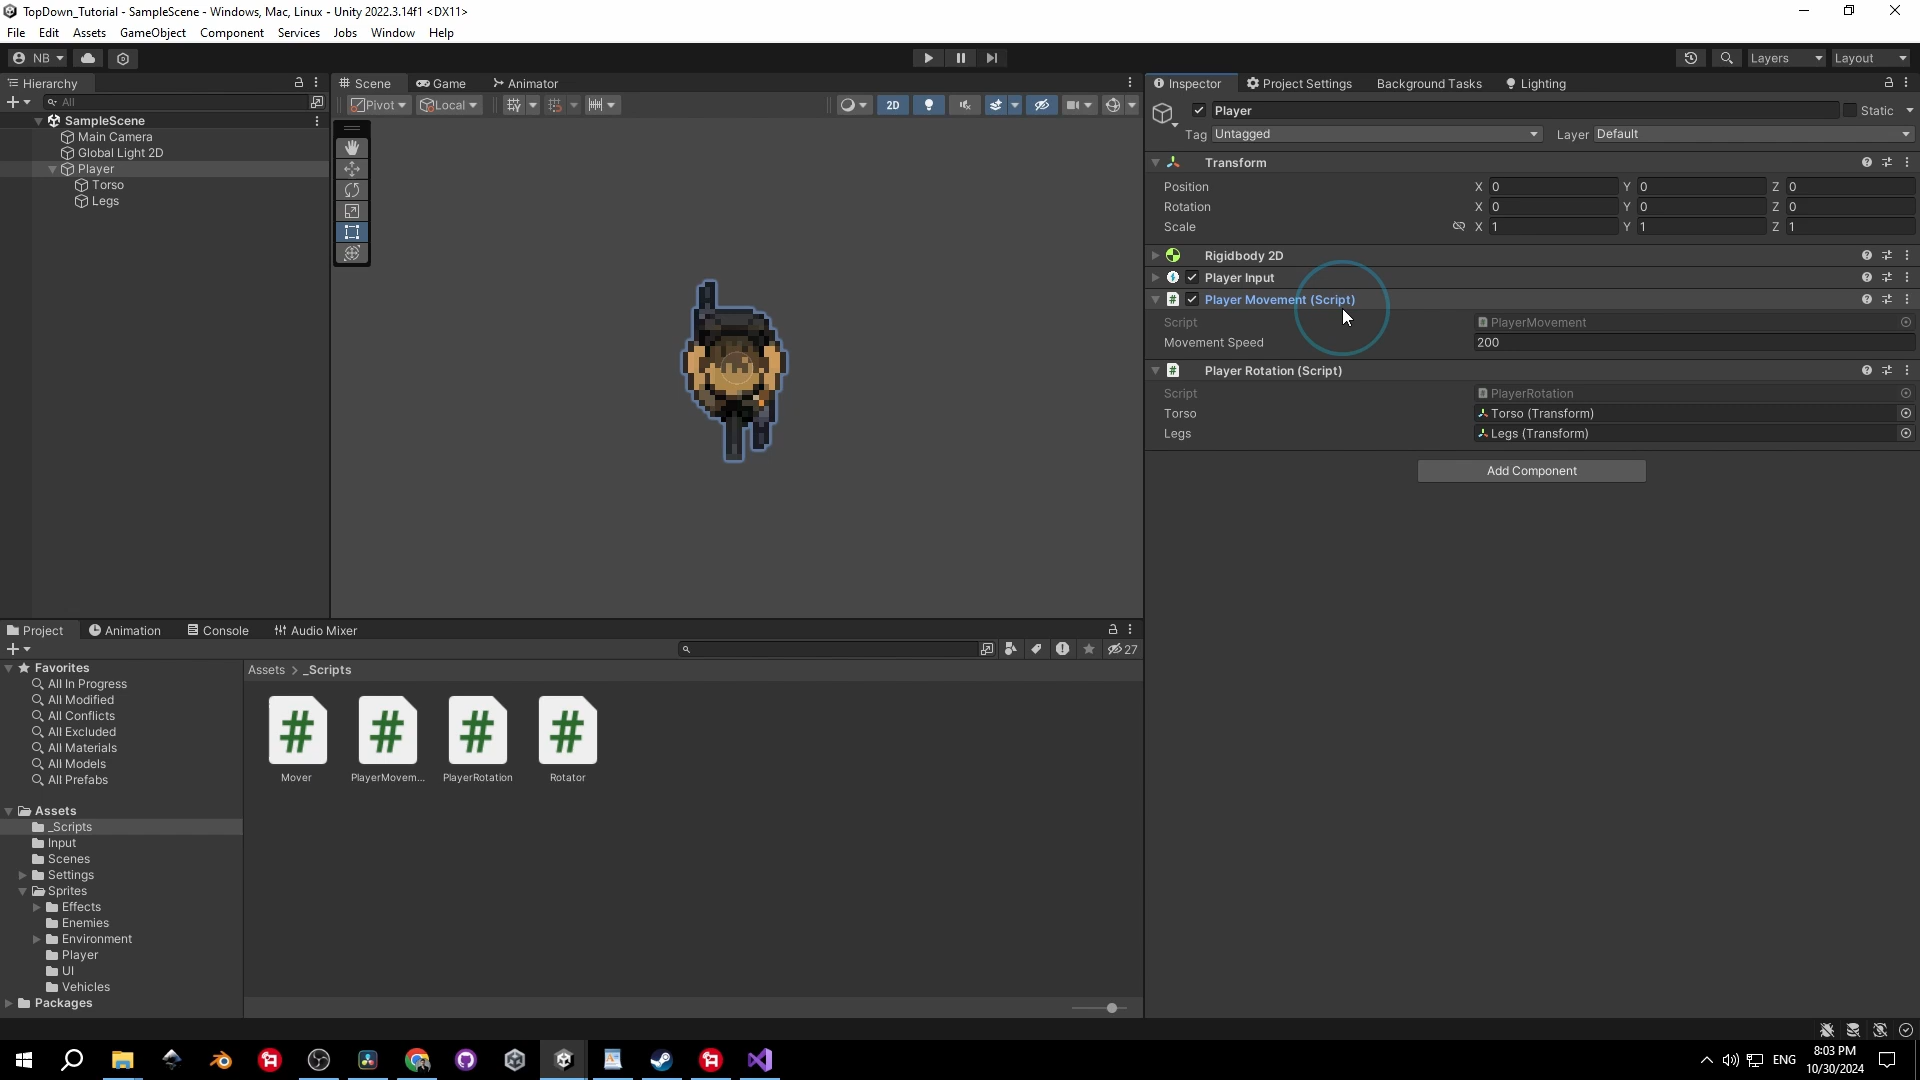 TopDown_Tutorial - SampleScene - Windows, Mac, Linux - Unity 2022.3.14f1 <DX11>
File Edit Assets GameObject Component Services Jobs Window Help
NB
Layers
Layout
Hierarchy
All
SampleScene
Main Camera
Global Light 2D
Player
Torso
Legs
Scene Game Animator
Pivot Local
2D
Inspector Project Settings Background Tasks Lighting
Player
Static
Tag Untagged
Layer Default
Transform
Position X 0 Y 0 Z 0
Rotation X 0 Y 0 Z 0
Scale X 1 Y 1 Z 1
Rigidbody 2D
Player Input
# Player Movement (Script)
Script PlayerMovement
Movement Speed 200
# Player Rotation (Script)
Script PlayerRotation
Torso Torso (Transform)
Legs Legs (Transform)
Add Component
Project Animation Console Audio Mixer
27
Favorites
All In Progress
All Modified
All Conflicts
All Excluded
All Materials
All Models
All Prefabs
Assets
_Scripts
Input
Scenes
Settings
Sprites
Effects
Enemies
Environment
Player
UI
Vehicles
Packages
Assets > _Scripts
# # # #
Mover PlayerMovem... PlayerRotation Rotator
ENG
8:03 PM
10/30/2024